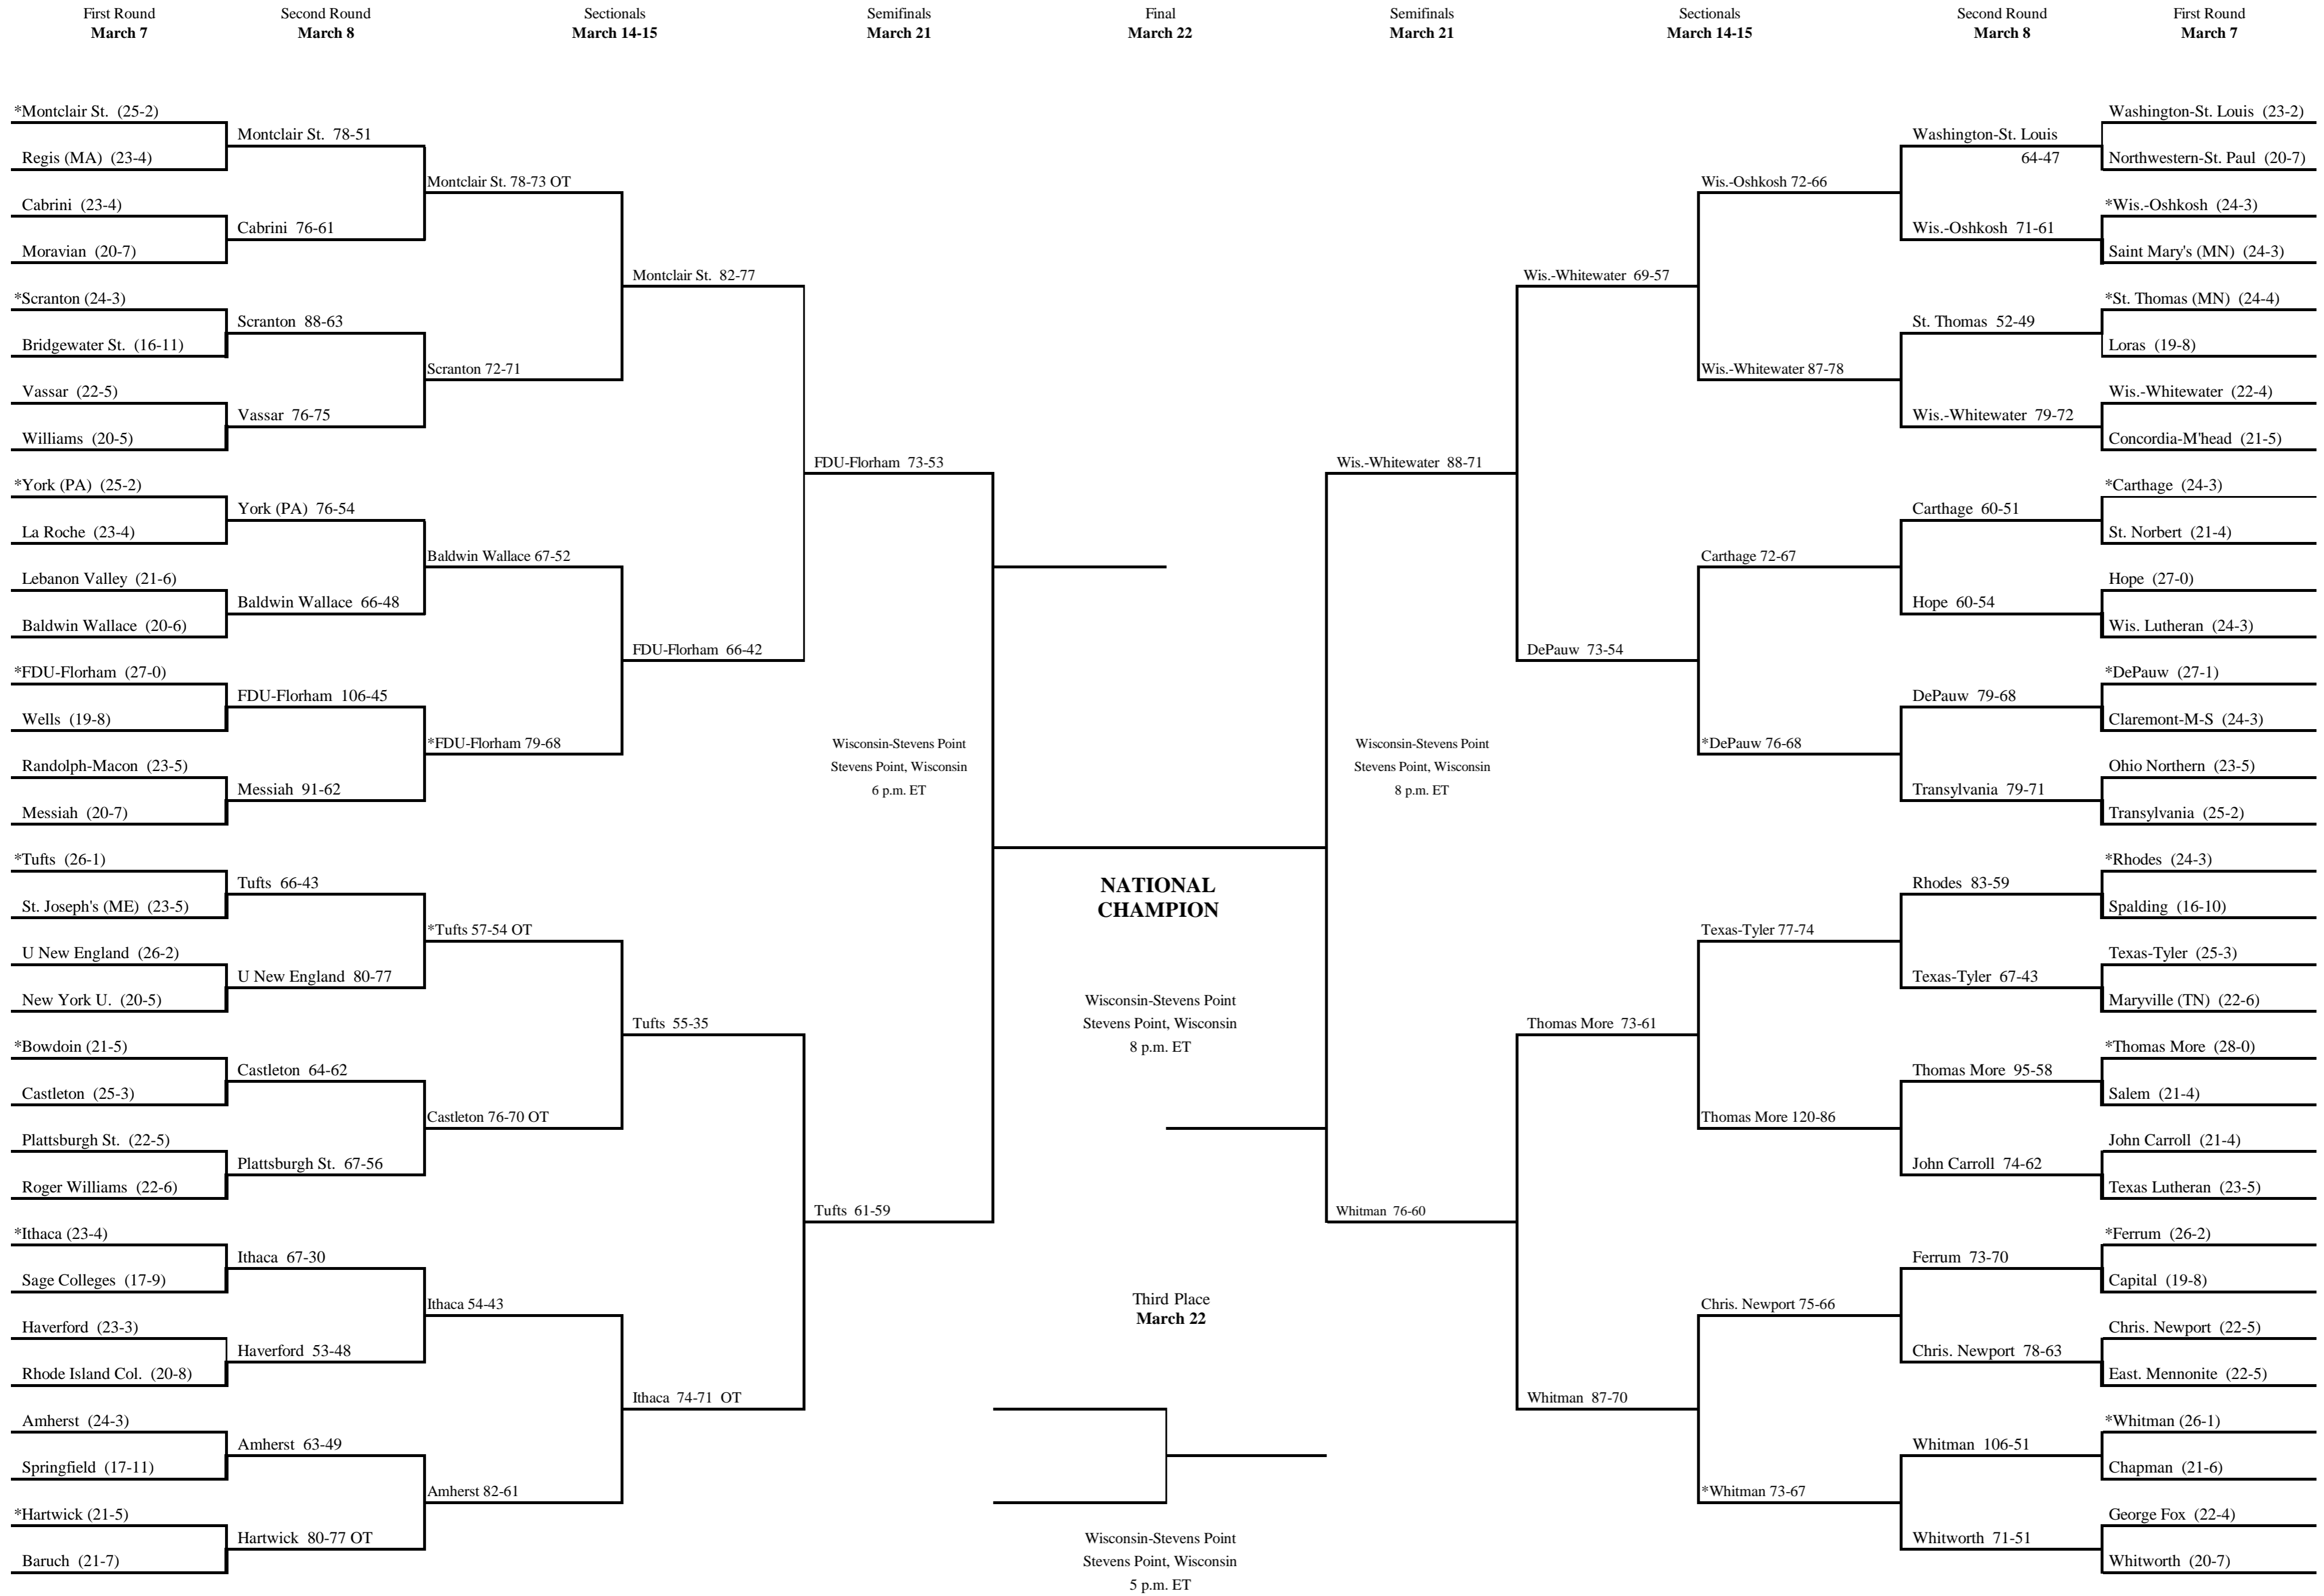 First Round
March 7
Second Round
March 8
Sectionals
March 14-15
Semifinals
March 21
Final
March 22
Semifinals
March 21
Sectionals
March 14-15
Second Round
March 8
First Round
March 7
*Montclair St. (25-2)
Regis (MA) (23-4)
Cabrini (23-4)
Moravian (20-7)
*Scranton (24-3)
Bridgewater St. (16-11)
Vassar (22-5)
Williams (20-5)
*York (PA) (25-2)
La Roche (23-4)
Lebanon Valley (21-6)
Baldwin Wallace (20-6)
*FDU-Florham (27-0)
Wells (19-8)
Randolph-Macon (23-5)
Messiah (20-7)
*Tufts (26-1)
St. Joseph's (ME) (23-5)
U New England (26-2)
New York U. (20-5)
*Bowdoin (21-5)
Castleton (25-3)
Plattsburgh St. (22-5)
Roger Williams (22-6)
*Ithaca (23-4)
Sage Colleges (17-9)
Haverford (23-3)
Rhode Island Col. (20-8)
Amherst (24-3)
Springfield (17-11)
*Hartwick (21-5)
Baruch (21-7)
Montclair St. 78-51
Cabrini 76-61
Scranton 88-63
Vassar 76-75
York (PA) 76-54
Baldwin Wallace 66-48
FDU-Florham 106-45
Messiah 91-62
Tufts 66-43
U New England 80-77
Castleton 64-62
Plattsburgh St. 67-56
Ithaca 67-30
Haverford 53-48
Amherst 63-49
Hartwick 80-77 OT
Montclair St. 78-73 OT
Scranton 72-71
Baldwin Wallace 67-52
*FDU-Florham 79-68
*Tufts 57-54 OT
Castleton 76-70 OT
Ithaca 54-43
Amherst 82-61
Montclair St. 82-77
FDU-Florham 66-42
Tufts 55-35
Ithaca 74-71 OT
FDU-Florham 73-53
Wisconsin-Stevens Point
Stevens Point, Wisconsin
6 p.m. ET
Tufts 61-59
NATIONAL
CHAMPION
Wisconsin-Stevens Point
Stevens Point, Wisconsin
8 p.m. ET
Third Place
March 22
Wisconsin-Stevens Point
Stevens Point, Wisconsin
5 p.m. ET
Wis.-Whitewater 88-71
Wisconsin-Stevens Point
Stevens Point, Wisconsin
8 p.m. ET
Whitman 76-60
Wis.-Whitewater 69-57
DePauw 73-54
Thomas More 73-61
Whitman 87-70
Wis.-Oshkosh 72-66
Wis.-Whitewater 87-78
Carthage 72-67
*DePauw 76-68
Texas-Tyler 77-74
Thomas More 120-86
Chris. Newport 75-66
*Whitman 73-67
Washington-St. Louis
64-47
Wis.-Oshkosh 71-61
St. Thomas 52-49
Wis.-Whitewater 79-72
Carthage 60-51
Hope 60-54
DePauw 79-68
Transylvania 79-71
Rhodes 83-59
Texas-Tyler 67-43
Thomas More 95-58
John Carroll 74-62
Ferrum 73-70
Chris. Newport 78-63
Whitman 106-51
Whitworth 71-51
Washington-St. Louis (23-2)
Northwestern-St. Paul (20-7)
*Wis.-Oshkosh (24-3)
Saint Mary's (MN) (24-3)
*St. Thomas (MN) (24-4)
Loras (19-8)
Wis.-Whitewater (22-4)
Concordia-M'head (21-5)
*Carthage (24-3)
St. Norbert (21-4)
Hope (27-0)
Wis. Lutheran (24-3)
*DePauw (27-1)
Claremont-M-S (24-3)
Ohio Northern (23-5)
Transylvania (25-2)
*Rhodes (24-3)
Spalding (16-10)
Texas-Tyler (25-3)
Maryville (TN) (22-6)
*Thomas More (28-0)
Salem (21-4)
John Carroll (21-4)
Texas Lutheran (23-5)
*Ferrum (26-2)
Capital (19-8)
Chris. Newport (22-5)
East. Mennonite (22-5)
*Whitman (26-1)
Chapman (21-6)
George Fox (22-4)
Whitworth (20-7)